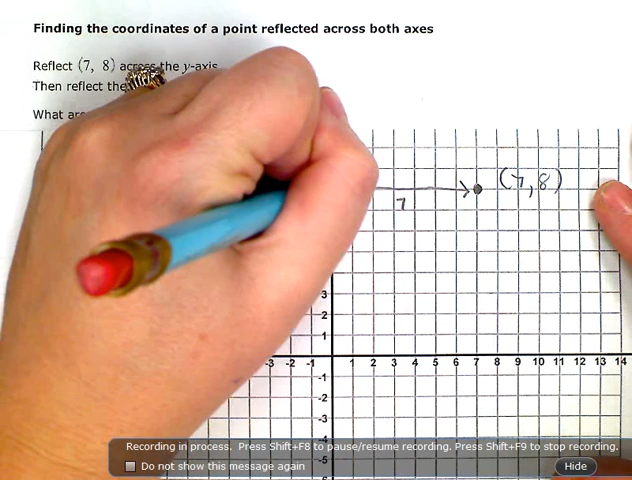 Finding the coordinates of a point reflected across both axes
Reflect (7, 8) across the y-axis.
Then reflect the
What are
(7,8)
7
3
2
1
-3 -2 -1 1 2 3 4 5 6 7 8 9 10 11 12 13 14
-1
-2
-3
-5
Recording in process. Press Shift+F8 to pause/resume recording. Press Shift+F9 to stop recording.
Do not show this message again
Hide